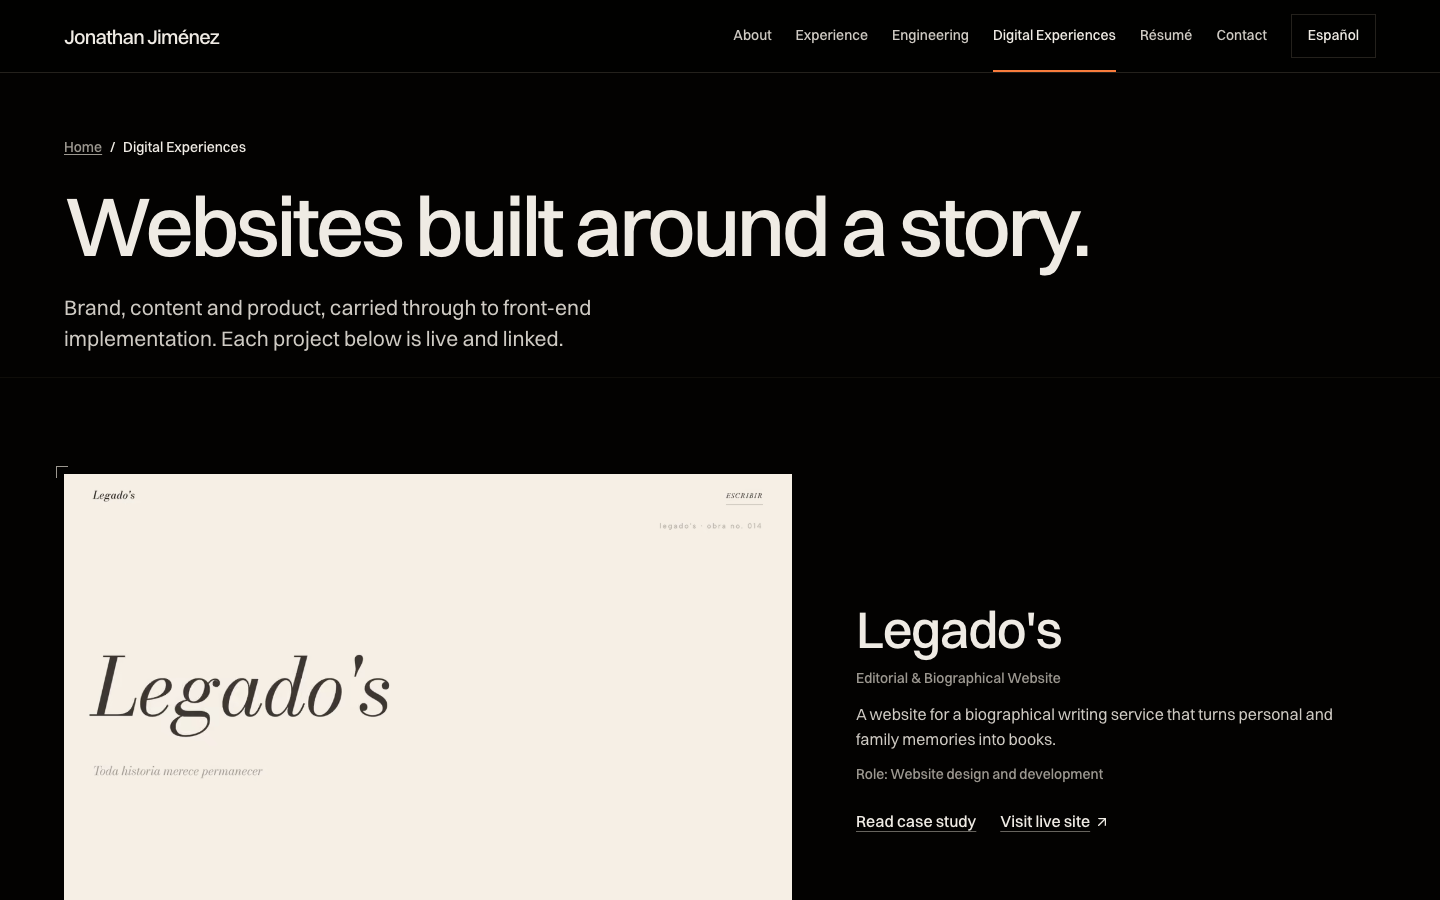 Jonathan Jiménez
About
Experience
Engineering
Digital Experiences
Résumé
Contact
Español
Home / Digital Experiences
Websites built around a story.
Brand, content and product, carried through to front-end
implementation. Each project below is live and linked.
Legado's
ESCRIBIR
legado's · obra no. 014
Legado's
Toda historia merece permanecer
Legado's
Editorial & Biographical Website
A website for a biographical writing service that turns personal and
family memories into books.
Role: Website design and development
Read case study
Visit live site